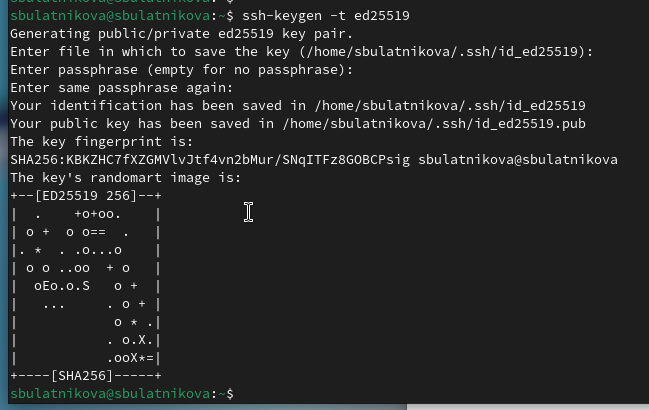 sbulatnikova@sbulatnikova:~$ ssh-keygen -t ed25519
Generating public/private ed25519 key pair.
Enter file in which to save the key (/home/sbulatnikova/.ssh/id_ed25519):
Enter passphrase (empty for no passphrase):
Enter same passphrase again:
Your identification has been saved in /home/sbulatnikova/.ssh/id_ed25519
Your public key has been saved in /home/sbulatnikova/.ssh/id_ed25519.pub
The key fingerprint is:
SHA256:KBKZHC7fXZGMVlvJtf4vn2bMur/SNqITFz8GOBCPsig sbulatnikova@sbulatnikova
The key's randomart image is:
+--[ED25519 256]--+
|  .    +o+oo.    |
| o +  o o==  .   |
|. *  . .o...o    |
| o o ..oo  + o   |
|  oEo.o.S   o +  |
|   ...     . o + |
|            o * .|
|           . o.X.|
|           .ooX*=|
+----[SHA256]-----+
sbulatnikova@sbulatnikova:~$